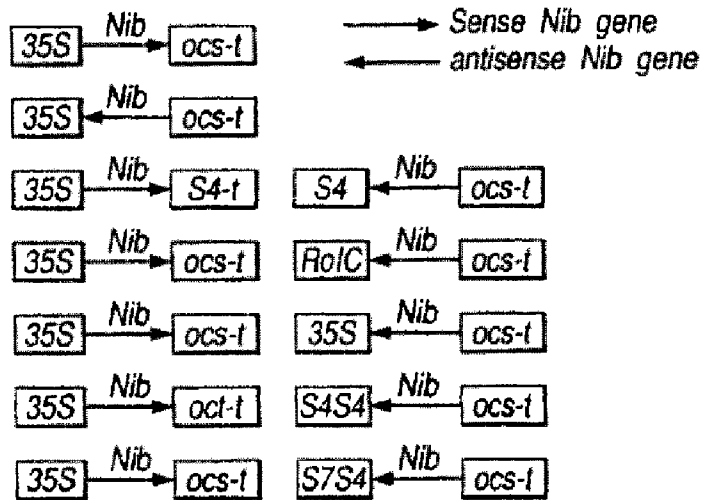 Nib
35S ocs-t
Sense Nib gene
antisense Nib gene
Nib
35S ocs-t
Nib Nib
35S S4-t S4 ocs-t
Nib Nib
35S ocs-t RolC ocs-t
Nib Nib
35S ocs-t 35S ocs-t
Nib Nib
35S oct-t S4S4 ocs-t
Nib Nib
35S ocs-t S7S4 ocs-t